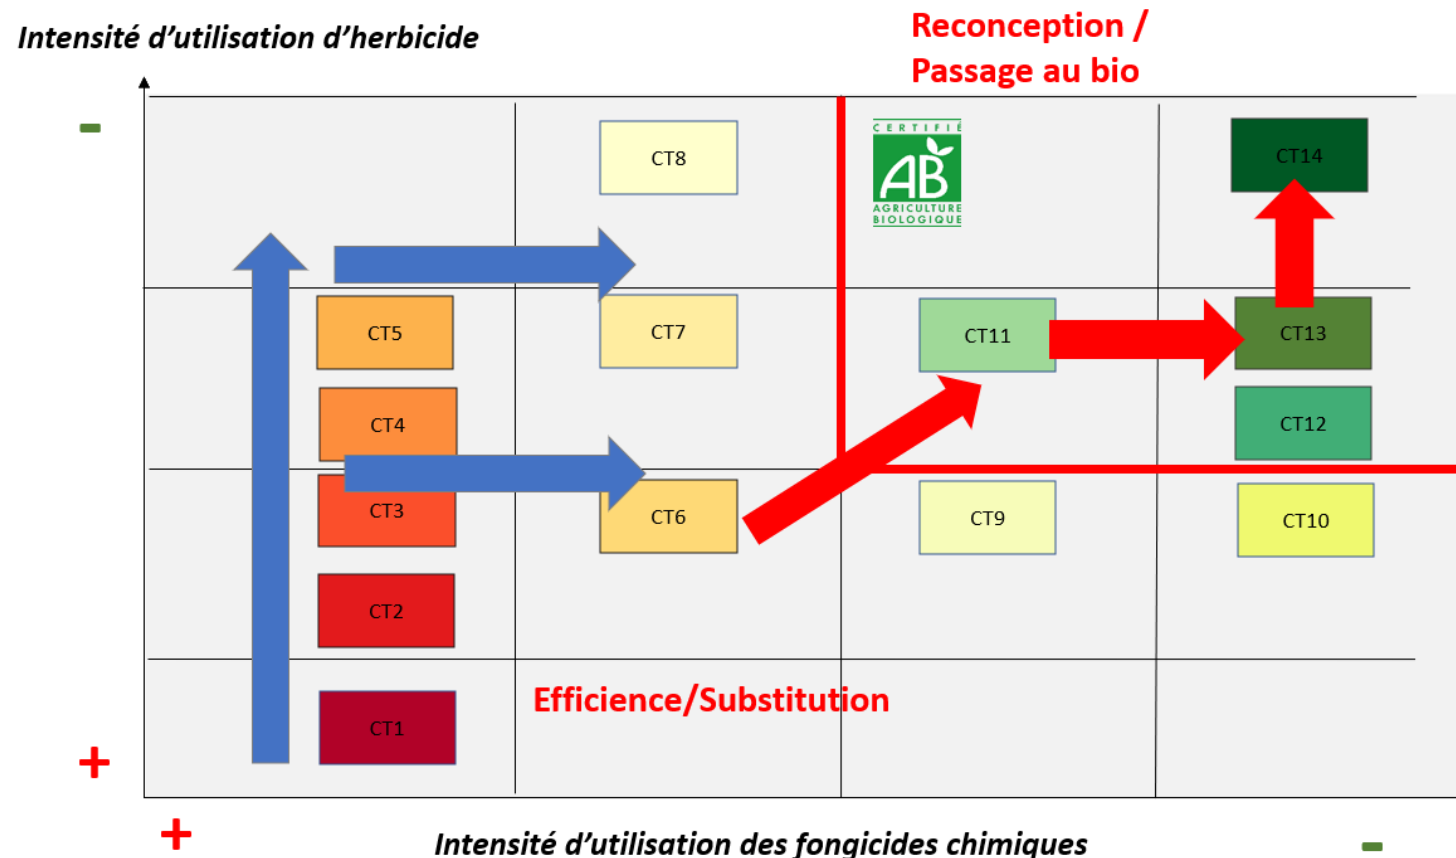 Intensité d'utilisation d'herbicide
Reconception /
Passage au bio
-
CERTIFIÉ
AB
AGRICULTURE
BIOLOGIQUE
CT8
CT14
CT5
CT7
CT11
CT13
CT4
CT12
CT3
CT6
CT9
CT10
CT2
Efficience/Substitution
CT1
+
+
Intensité d'utilisation des fongicides chimiques
-